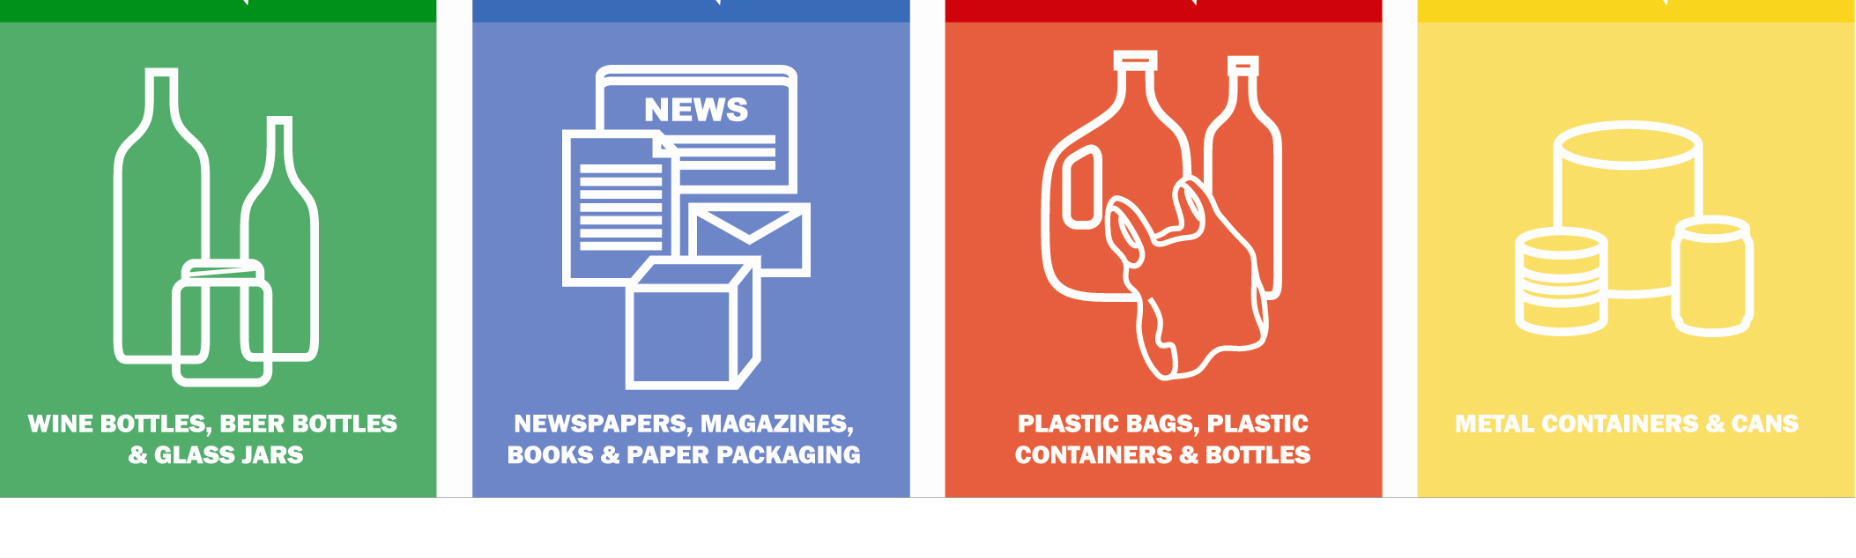 NEWS
WINE BOTTLES, BEER BOTTLES
& GLASS JARS
NEWSPAPERS, MAGAZINES,
BOOKS & PAPER PACKAGING
PLASTIC BAGS, PLASTIC
CONTAINERS & BOTTLES
METAL CONTAINERS & CANS